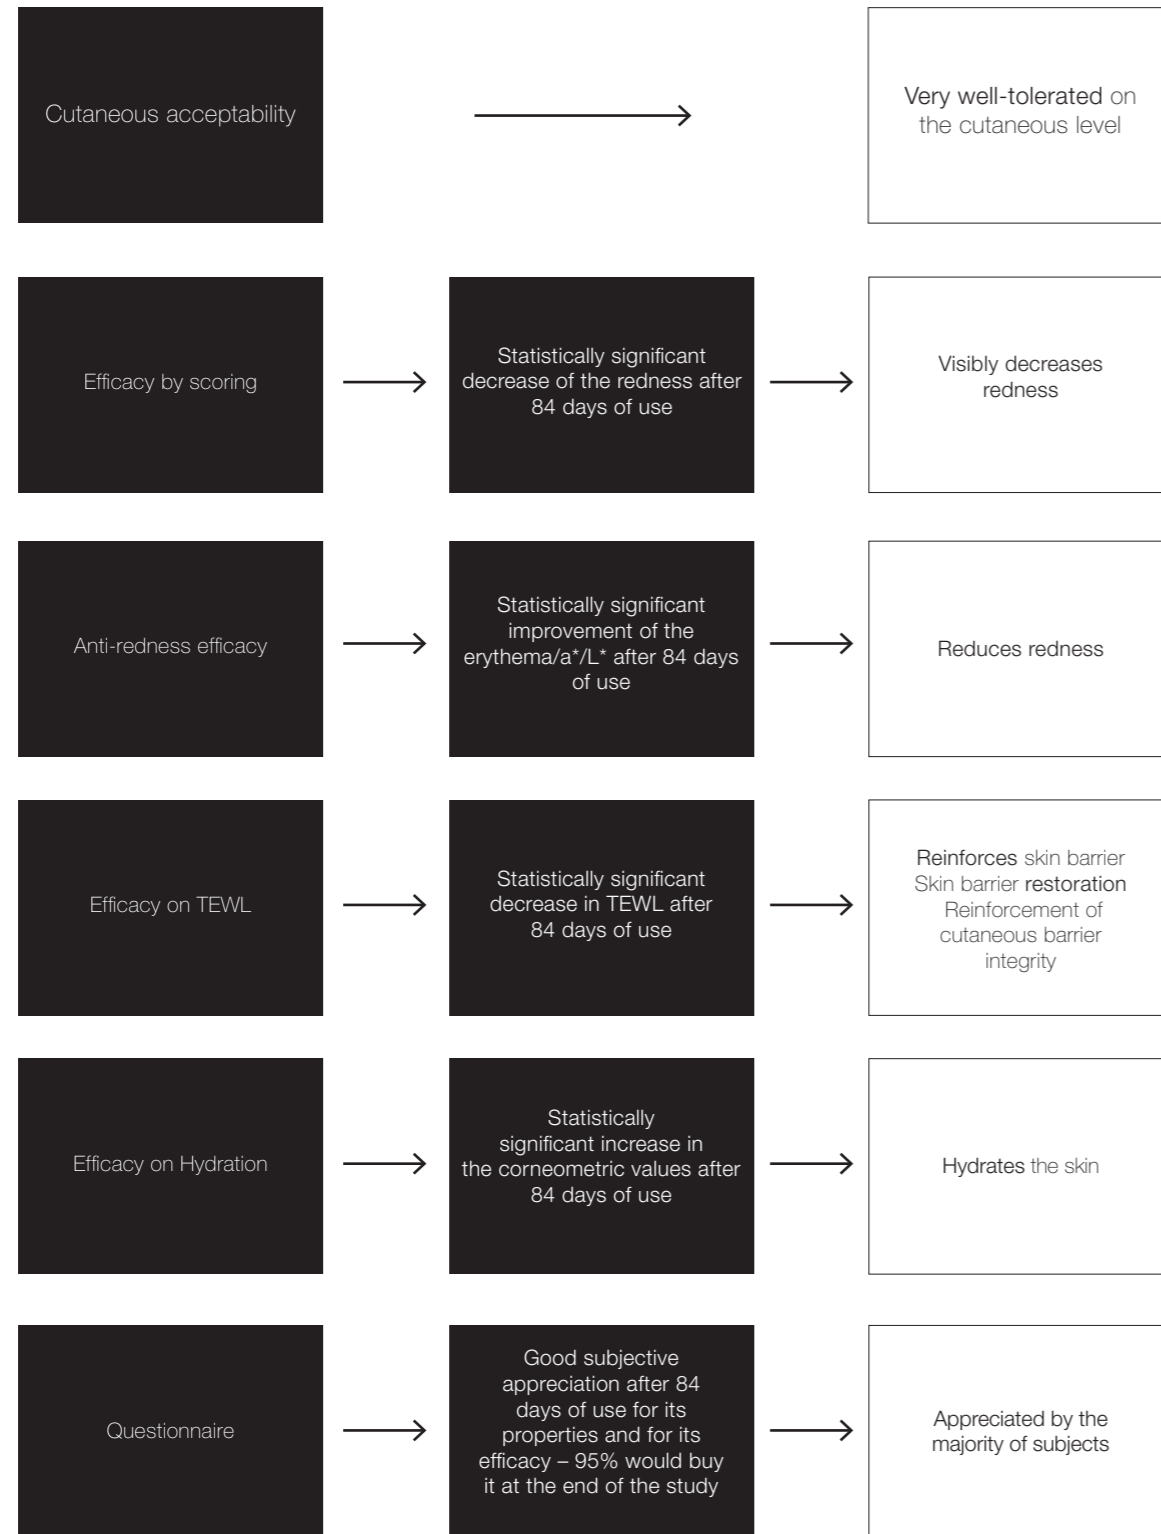 Cutaneous acceptability
Very well-tolerated on
the cutaneous level
Efficacy by scoring
Statistically significant
decrease of the redness after
84 days of use
Visibly decreases
redness
Anti-redness efficacy
Statistically significant
improvement of the
erythema/a*/L* after 84 days
of use
Reduces redness
Efficacy on TEWL
Statistically significant
decrease in TEWL after
84 days of use
Reinforces skin barrier
Skin barrier restoration
Reinforcement of
cutaneous barrier
integrity
Efficacy on Hydration
Statistically
significant increase in
the corneometric values after
84 days of use
Hydrates the skin
Questionnaire
Good subjective
appreciation after 84
days of use for its
properties and for its
efficacy – 95% would buy
it at the end of the study
Appreciated by the
majority of subjects